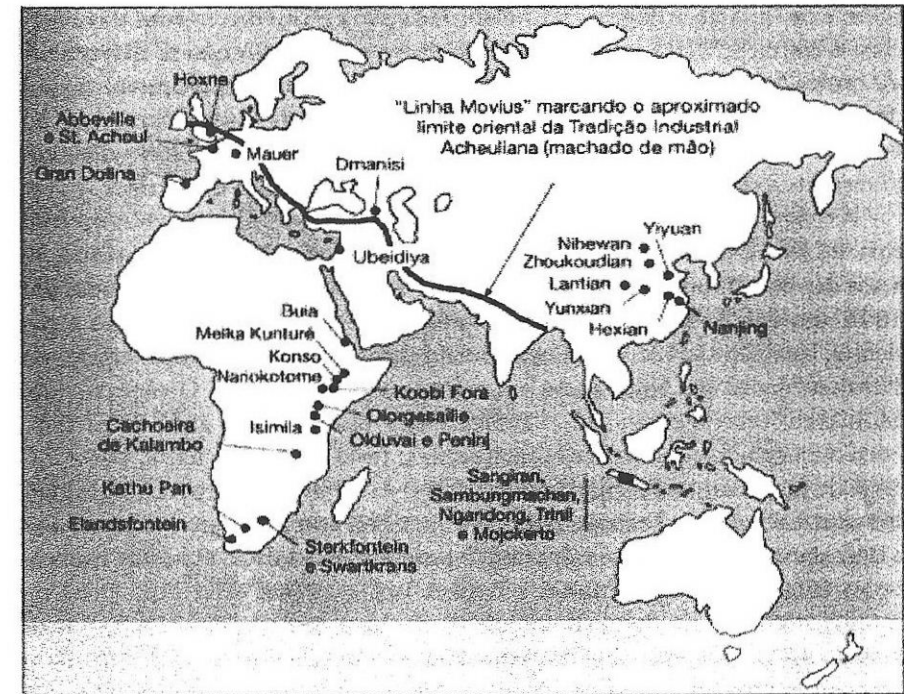 Hoxne
Abbeville
e St. Acheul
Mauer
Gran Dolina
Dmanisi
"Linha Movius" marcando o aproximado
limite oriental da Tradição Industrial
Acheuliana (machado de mão)
Ubeidiya
Yiyuan
Nihewan
Zhoukoudian
Lantian
Yunxian
Hexian
Nanjing
Buia
Melka Kunturé
Konso
Nariokotome
Koobi Fora
Olorgesailie
Isimila
Olduvai e Peninj
Cachoeira
de Kalambo
Kathu Pan
Elandsfontein
Sterkfontein
e Swartkrans
Sangiran,
Sambungmachan,
Ngandong, Trinil
e Mojokerto